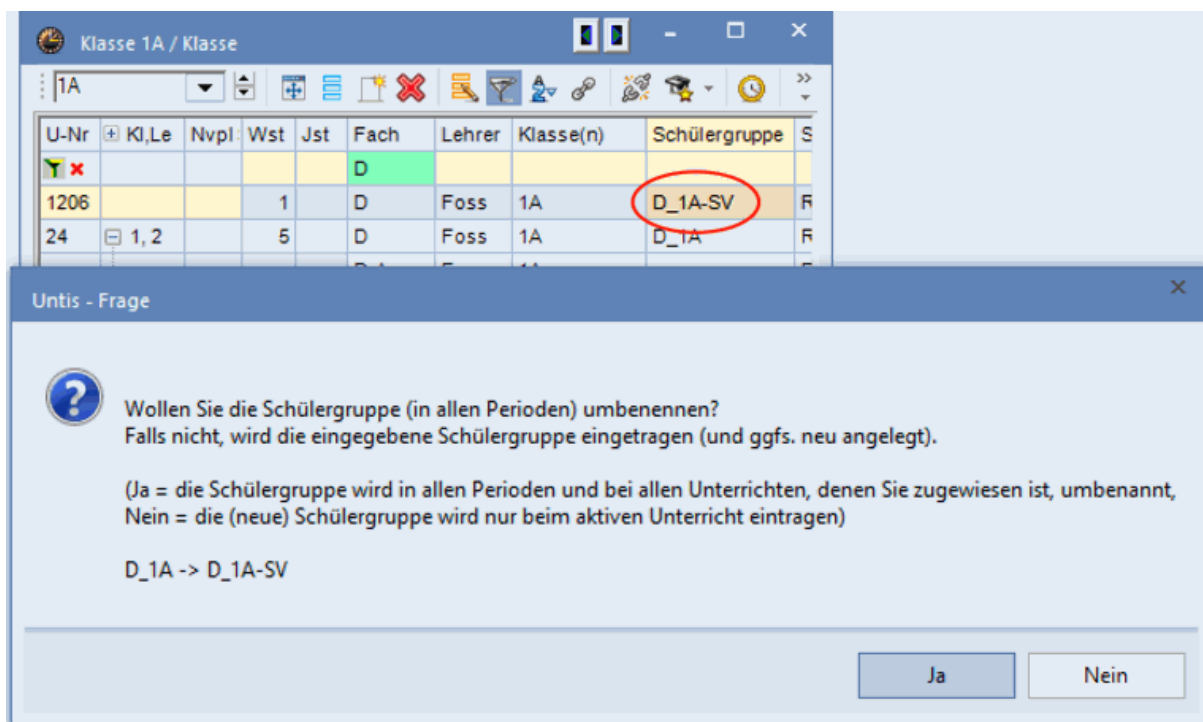 Klasse 1A / Klasse
1A
U-Nr Kl,Le Nvpl Wst Jst Fach Lehrer Klasse(n) Schülergruppe S
D
1206 1 D Foss 1A D_1A-SV R
24 1, 2 5 D Foss 1A D_1A R
Untis - Frage
Wollen Sie die Schülergruppe (in allen Perioden) umbenennen?
Falls nicht, wird die eingegebene Schülergruppe eingetragen (und ggfs. neu angelegt).
(Ja = die Schülergruppe wird in allen Perioden und bei allen Unterrichten, denen Sie zugewiesen ist, umbenannt,
Nein = die (neue) Schülergruppe wird nur beim aktiven Unterricht eintragen)
D_1A -> D_1A-SV
Ja Nein